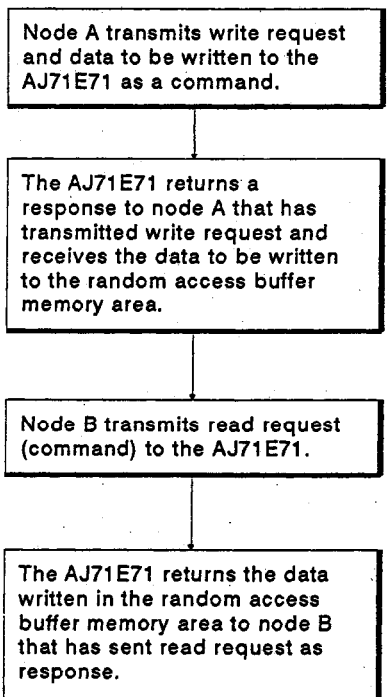 Node A transmits write request
and data to be written to the
AJ71E71 as a command.
The AJ71E71 returns a
response to node A that has
transmitted write request and
receives the data to be written
to the random access buffer
memory area.
Node B transmits read request
(command) to the AJ71E71.
The AJ71E71 returns the data
written in the random access
buffer memory area to node B
that has sent read request as
response.